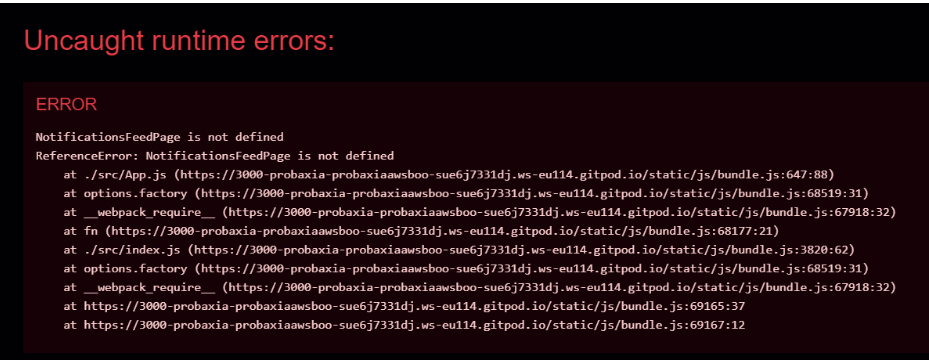 Uncaught runtime errors:
ERROR
NotificationsFeedPage is not defined
ReferenceError: NotificationsFeedPage is not defined
at ./src/App.js (https://3000-probaxia-probaxiaawsboo-sue6j7331dj.ws-eu114.gitpod.io/static/js/bundle.js:647:88)
at options.factory (https://3000-probaxia-probaxiaawsboo-sue6j7331dj.ws-eu114.gitpod.io/static/js/bundle.js:68519:31)
at __webpack_require__ (https://3000-probaxia-probaxiaawsboo-sue6j7331dj.ws-eu114.gitpod.io/static/js/bundle.js:67918:32)
at fn (https://3000-probaxia-probaxiaawsboo-sue6j7331dj.ws-eu114.gitpod.io/static/js/bundle.js:68177:21)
at ./src/index.js (https://3000-probaxia-probaxiaawsboo-sue6j7331dj.ws-eu114.gitpod.io/static/js/bundle.js:3820:62)
at options.factory (https://3000-probaxia-probaxiaawsboo-sue6j7331dj.ws-eu114.gitpod.io/static/js/bundle.js:68519:31)
at __webpack_require__ (https://3000-probaxia-probaxiaawsboo-sue6j7331dj.ws-eu114.gitpod.io/static/js/bundle.js:67918:32)
at https://3000-probaxia-probaxiaawsboo-sue6j7331dj.ws-eu114.gitpod.io/static/js/bundle.js:69165:37
at https://3000-probaxia-probaxiaawsboo-sue6j7331dj.ws-eu114.gitpod.io/static/js/bundle.js:69167:12